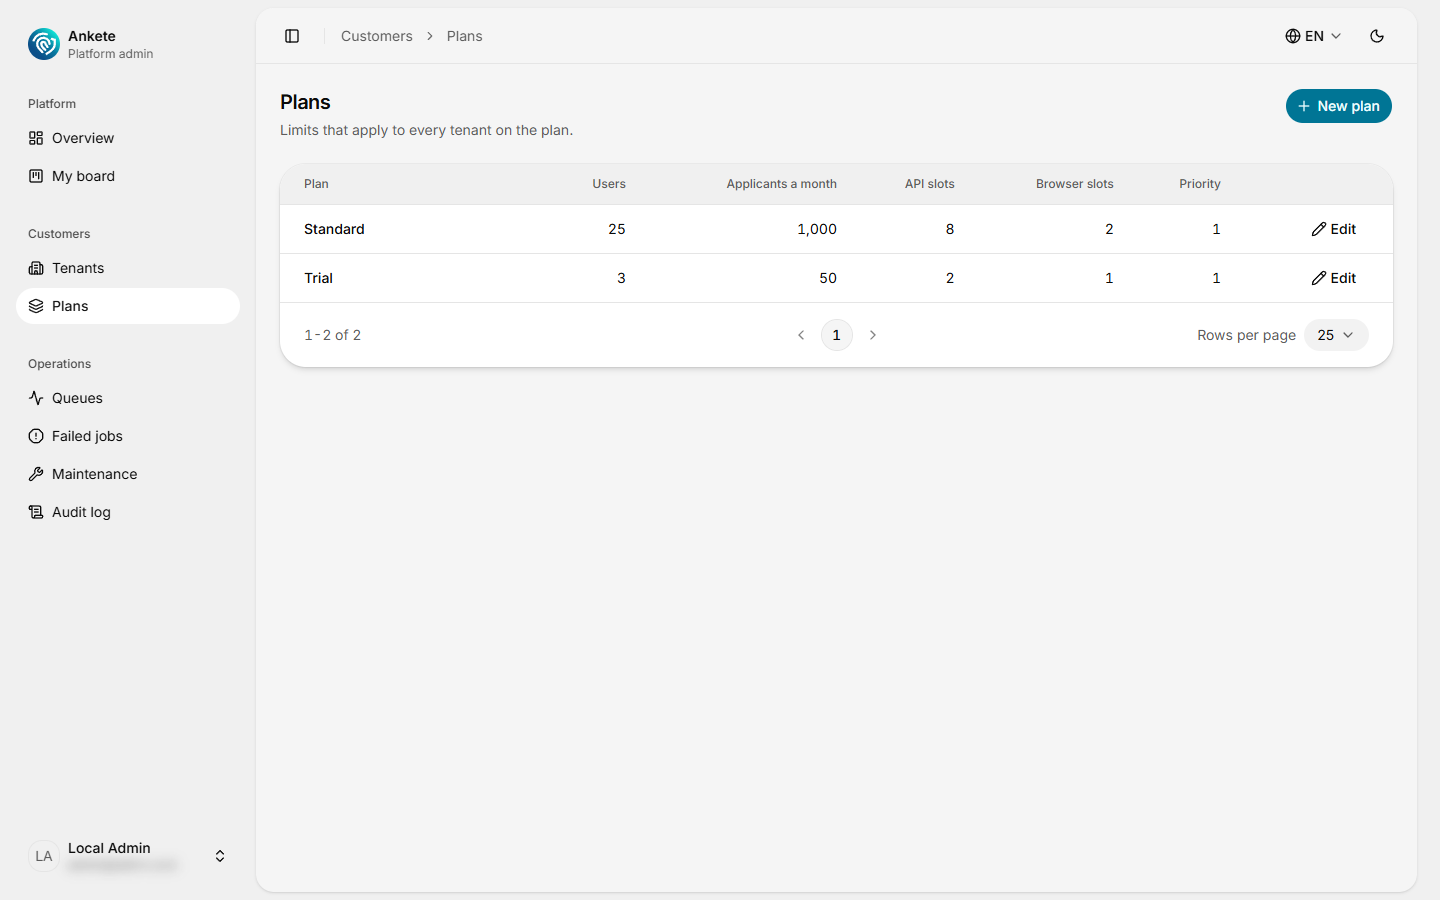 Ankete
Platform admin
Platform
Overview
My board
Customers
Tenants
Plans
Operations
Queues
Failed jobs
Maintenance
Audit log
LA
Local Admin
Customers > Plans
EN
Plans
Limits that apply to every tenant on the plan.
+ New plan
Plan Users Applicants a month API slots Browser slots Priority
Standard 25 1,000 8 2 1 Edit
Trial 3 50 2 1 1 Edit
1-2 of 2 < 1 > Rows per page 25